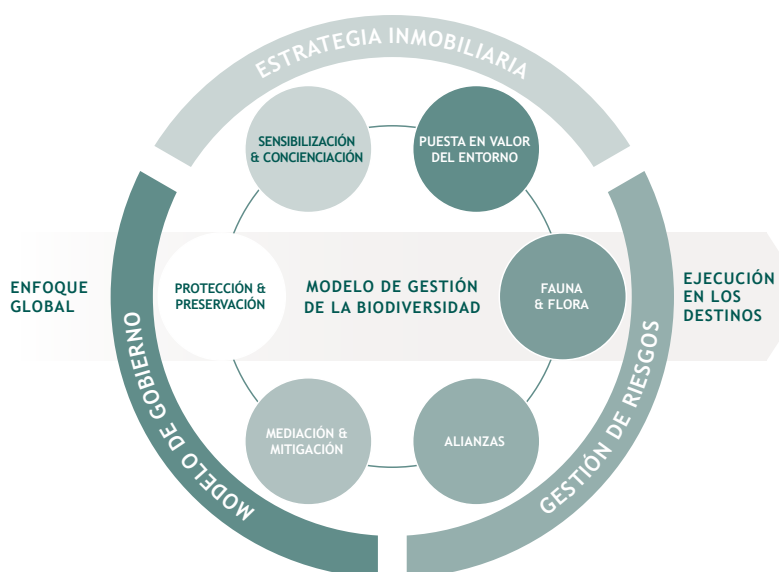 ESTRATEGIA INMOBILIARIA
SENSIBILIZACIÓN
& CONCIENCIACIÓN
PUESTA EN VALOR
DEL ENTORNO
ENFOQUE
GLOBAL
PROTECCIÓN &
PRESERVACIÓN
MODELO DE GESTIÓN
DE LA BIODIVERSIDAD
FAUNA
& FLORA
EJECUCIÓN
EN LOS
DESTINOS
MEDIACIÓN &
MITIGACIÓN
ALIANZAS
MODELO DE GOBIERNO
GESTIÓN DE RIESGOS